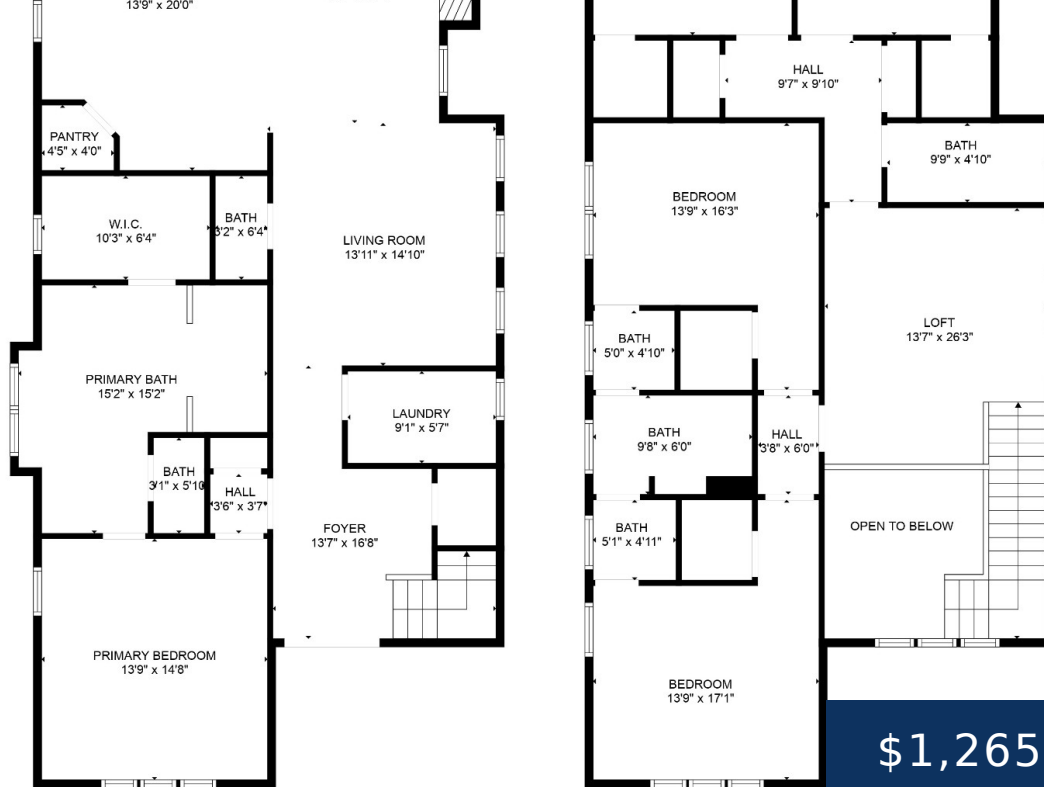 13'9" x 20'0"
PANTRY
4'5" x 4'0"
W.I.C.
10'3" x 6'4"
BATH
3'2" x 6'4"
LIVING ROOM
13'11" x 14'10"
PRIMARY BATH
15'2" x 15'2"
LAUNDRY
9'1" x 5'7"
BATH
3'1" x 5'10
HALL
3'6" x 3'7"
FOYER
13'7" x 16'8"
PRIMARY BEDROOM
13'9" x 14'8"
HALL
9'7" x 9'10"
BATH
9'9" x 4'10"
BEDROOM
13'9" x 16'3"
LOFT
13'7" x 26'3"
BATH
5'0" x 4'10"
BATH
9'8" x 6'0"
HALL
3'8" x 6'0"
OPEN TO BELOW
BATH
5'1" x 4'11"
BEDROOM
13'9" x 17'1"
$1,265